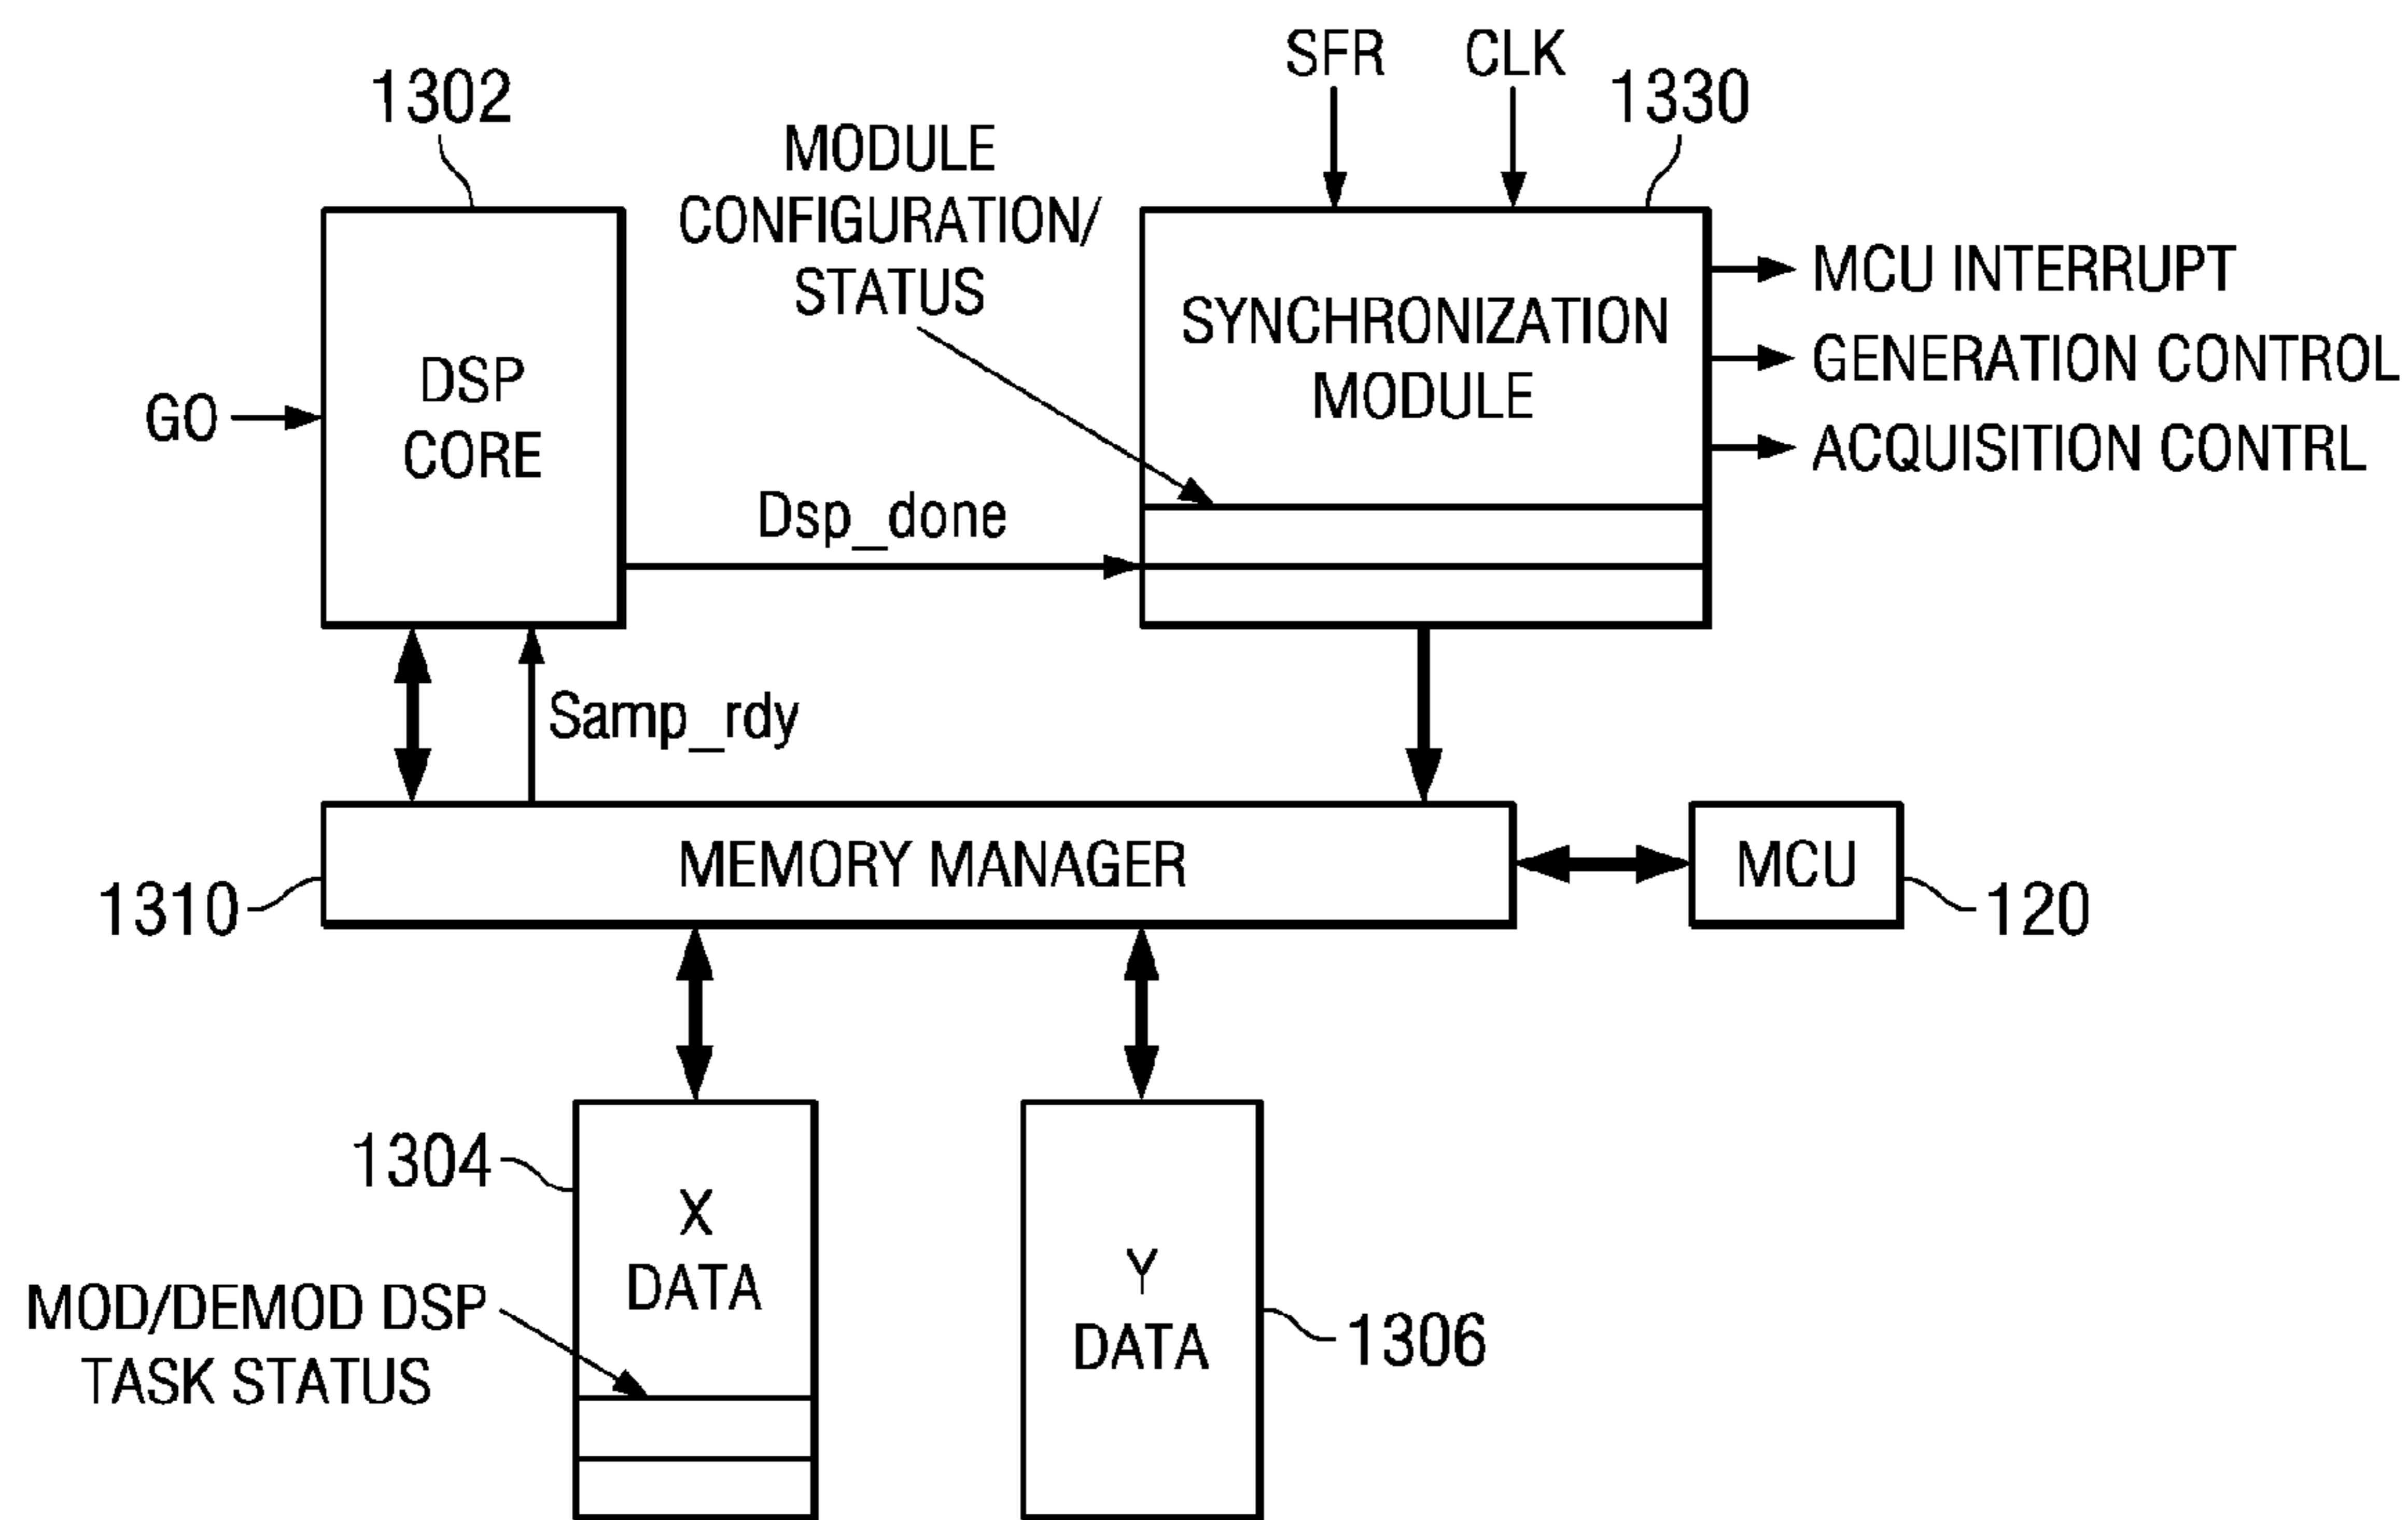 SFR
CLK
1302
1330
MODULE
CONFIGURATION/
STATUS
MCU INTERRUPT
SYNCHRONIZATION
MODULE
GENERATION CONTROL
ACQUISITION CONTRL
DSP
CORE
GO
Dsp_done
Samp_rdy
MEMORY MANAGER
MCU
1310
120
1304
X
DATA
Y
DATA
MOD/DEMOD DSP
TASK STATUS
1306